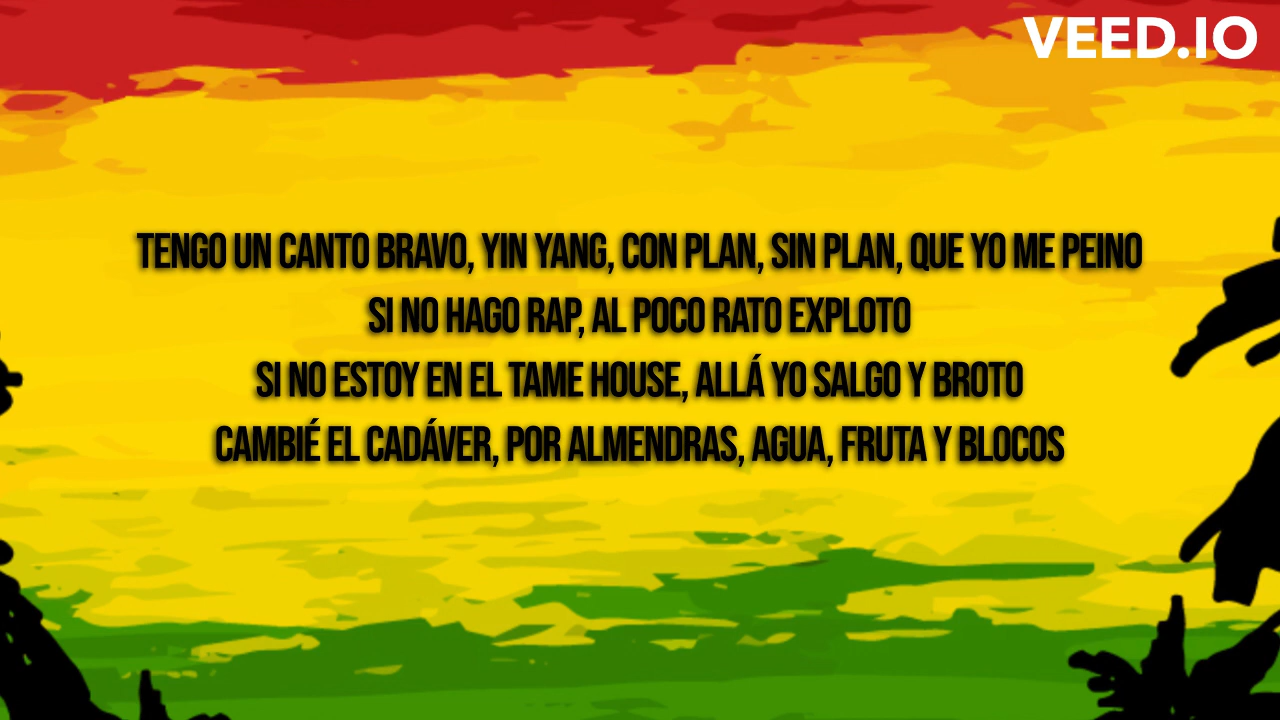 VEED.IO
TENGO UN CANTO BRAVO, YIN YANG, CON PLAN, SIN PLAN, QUE YO ME PEINO
SI NO HAGO RAP, AL POCO RATO EXPLOTO
SI NO ESTOY EN EL TAME HOUSE, ALLÁ YO SALGO Y BROTO
CAMBIÉ EL CADÁVER, POR ALMENDRAS, AGUA, FRUTA Y BLOCOS